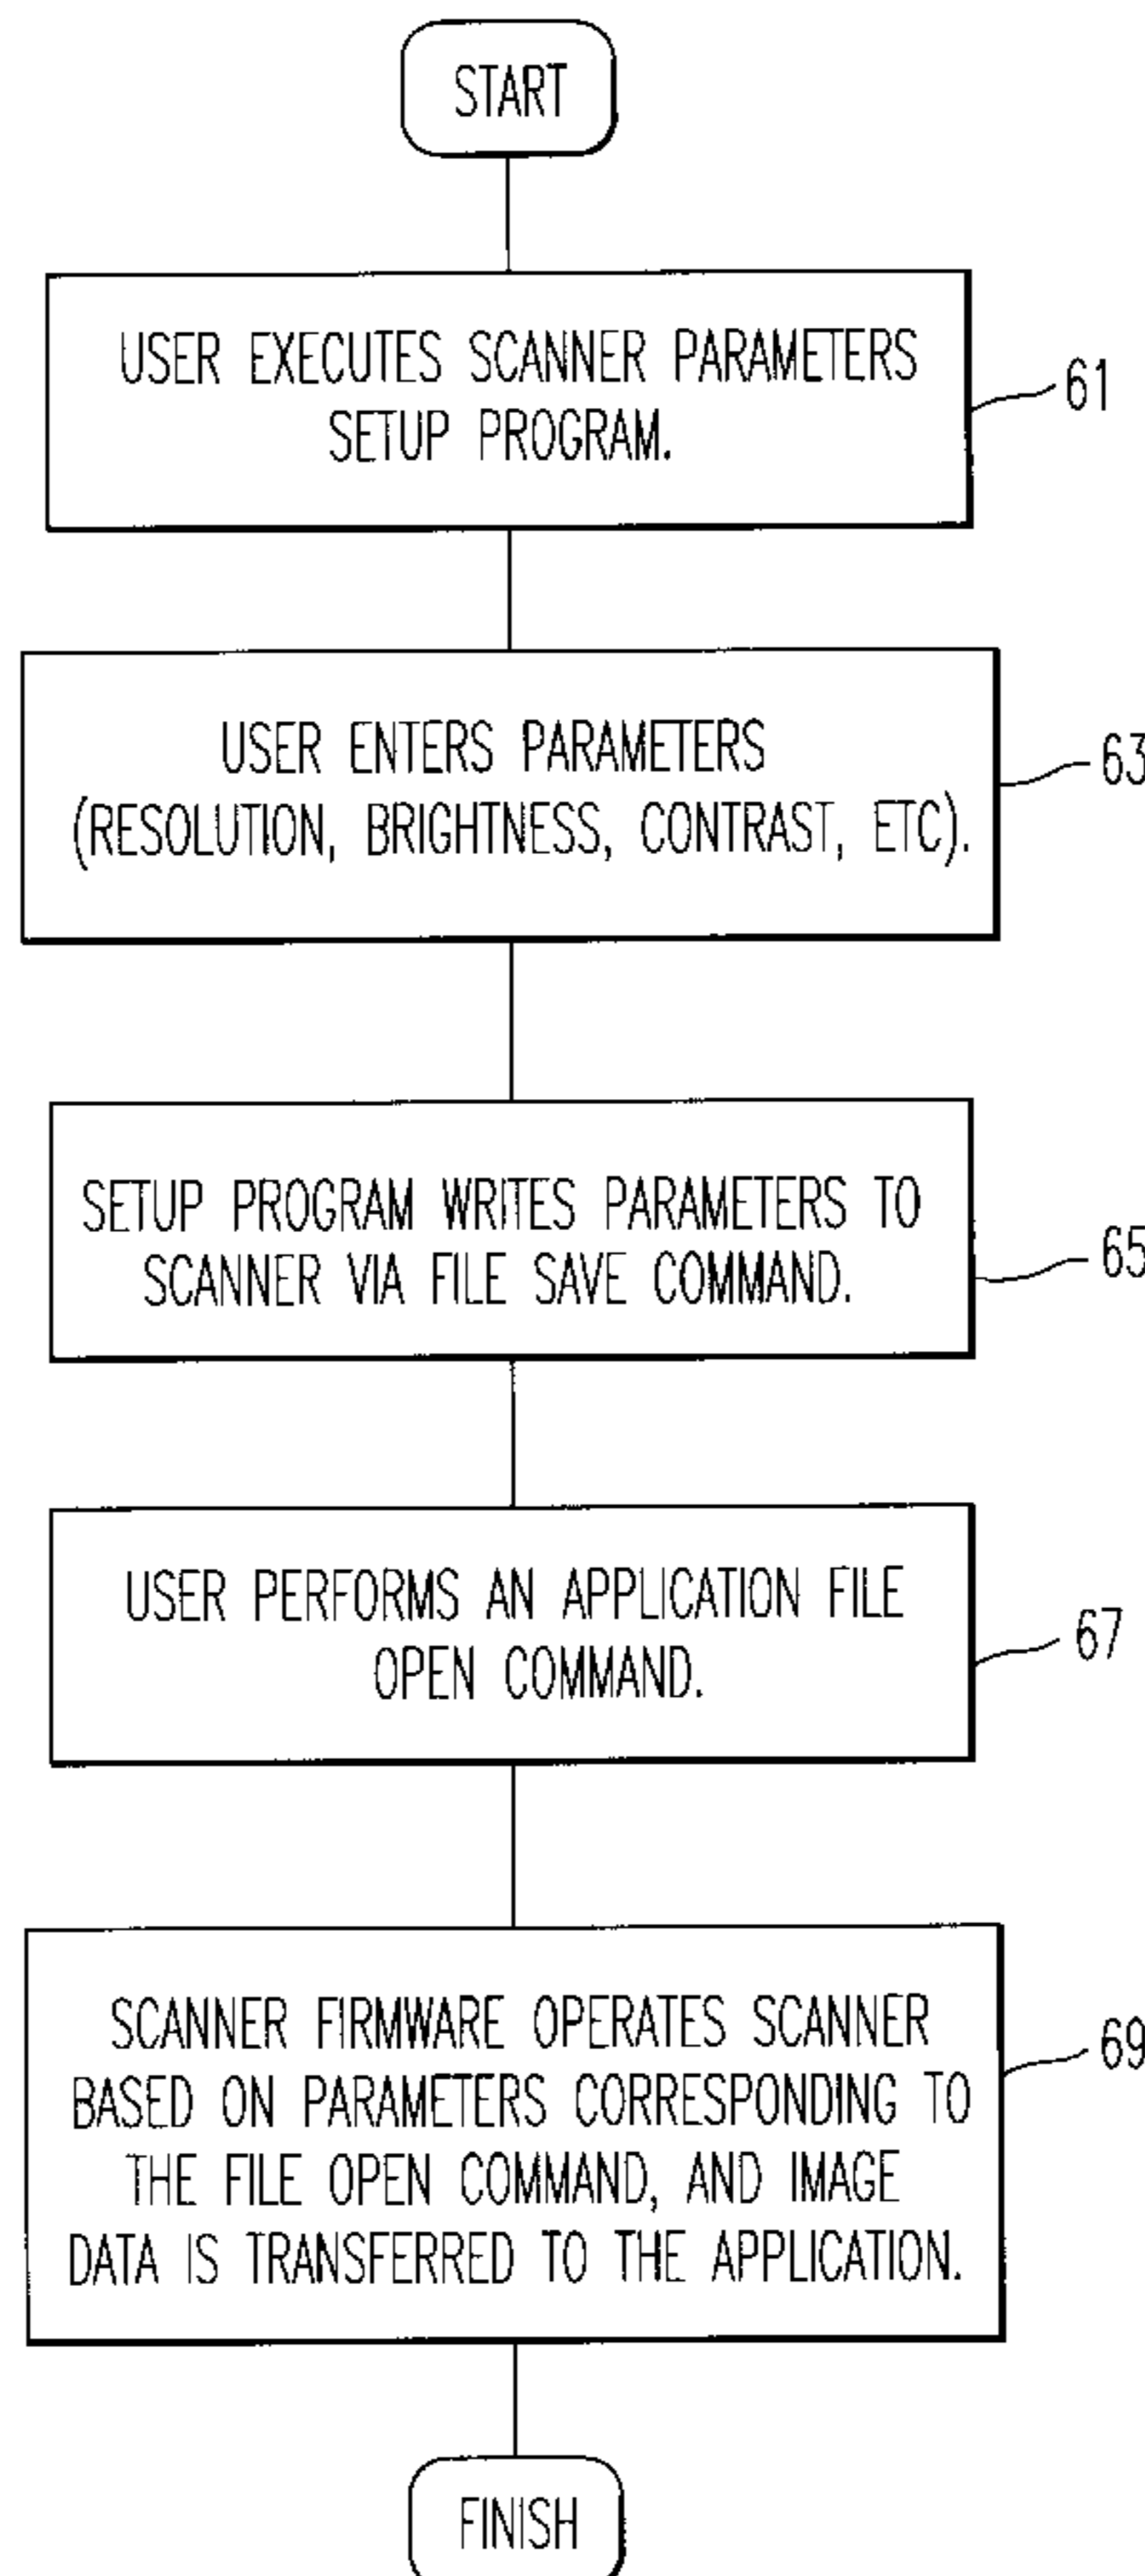 START
USER EXECUTES SCANNER PARAMETERS
SETUP PROGRAM.
61
USER ENTERS PARAMETERS
(RESOLUTION, BRIGHTNESS, CONTRAST, ETC).
63
SETUP PROGRAM WRITES PARAMETERS TO
SCANNER VIA FILE SAVE COMMAND.
65
USER PERFORMS AN APPLICATION FILE
OPEN COMMAND.
67
SCANNER FIRMWARE OPERATES SCANNER
BASED ON PARAMETERS CORRESPONDING TO
THE FILE OPEN COMMAND, AND IMAGE
DATA IS TRANSFERRED TO THE APPLICATION.
69
FINISH